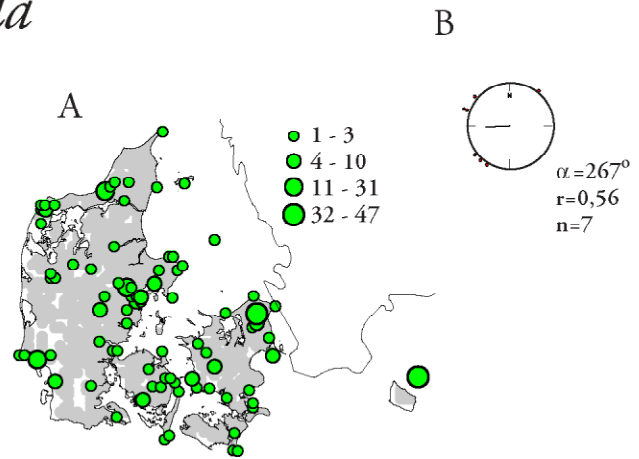 B
A
1 - 3
4 - 10
11 - 31
32 - 47
N
α=267°
r=0,56
n=7